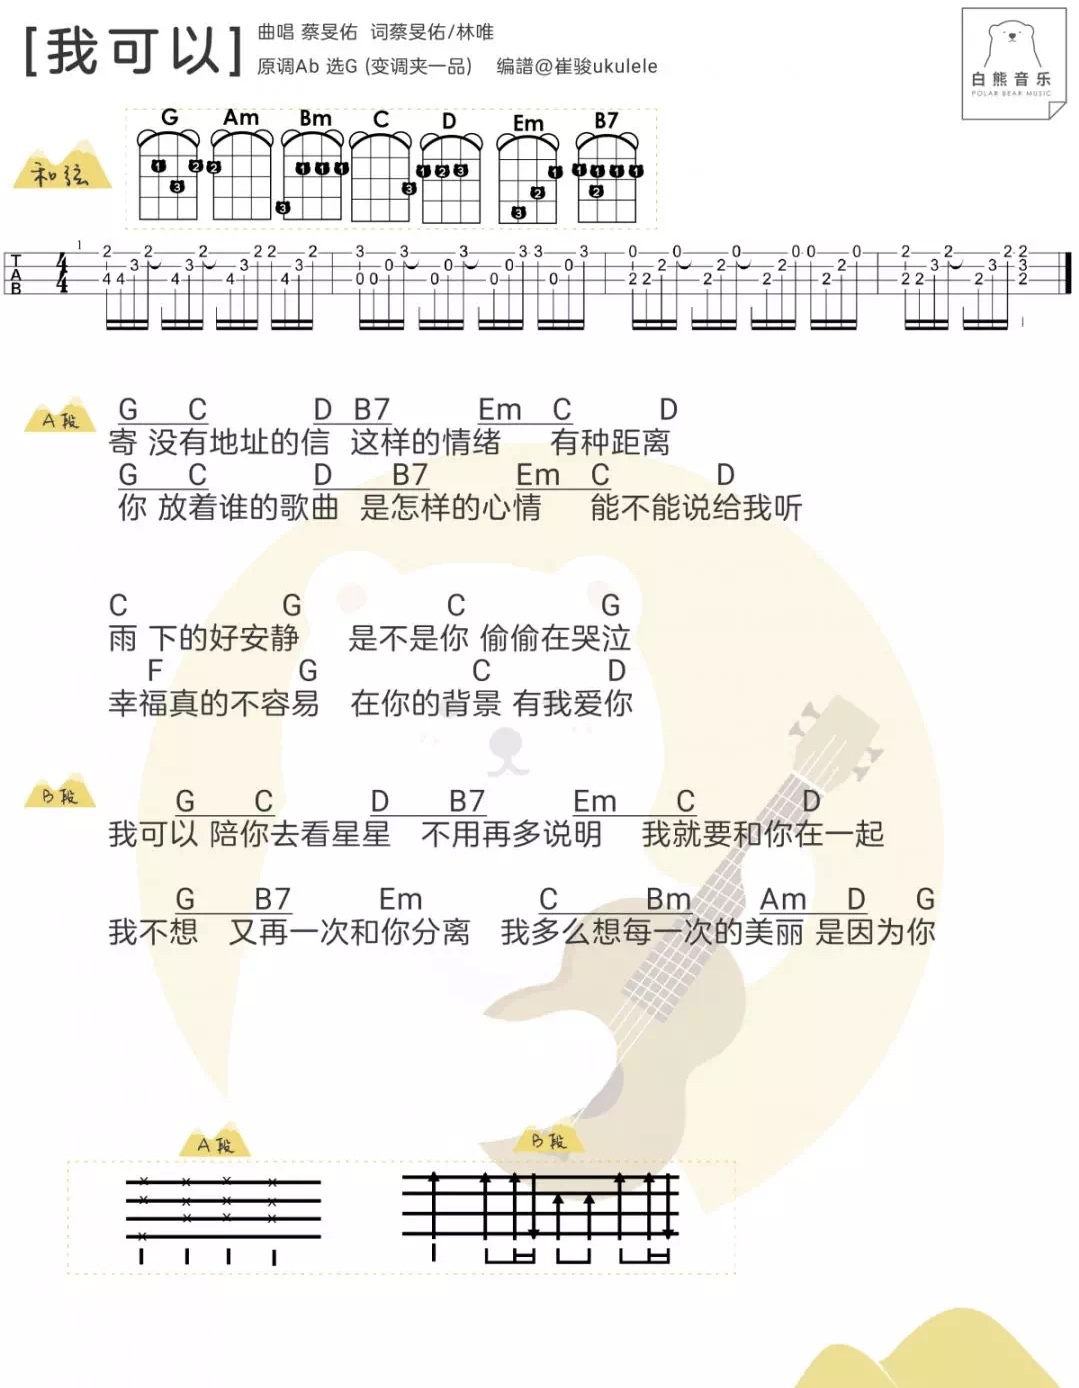 [我可以]
曲唱 蔡旻佑 词蔡旻佑/林唯
原调Ab 选G (变调夹一品) 编譜@崔骏ukulele
白熊音乐
POLAR BEAR MUSIC
和弦
G Am Bm C D Em B7
TAB 4/4
A段
G C D B7 Em C D
寄 没有地址的信 这样的情绪 有种距离
G C D B7 Em C D
你 放着谁的歌曲 是怎样的心情 能不能说给我听
C G C G
雨 下的好安静 是不是你 偷偷在哭泣
F G C D
幸福真的不容易 在你的背景 有我爱你
B段
G C D B7 Em C D
我可以 陪你去看星星 不用再多说明 我就要和你在一起
G B7 Em C Bm Am D G
我不想 又再一次和你分离 我多么想每一次的美丽 是因为你
A段
B段